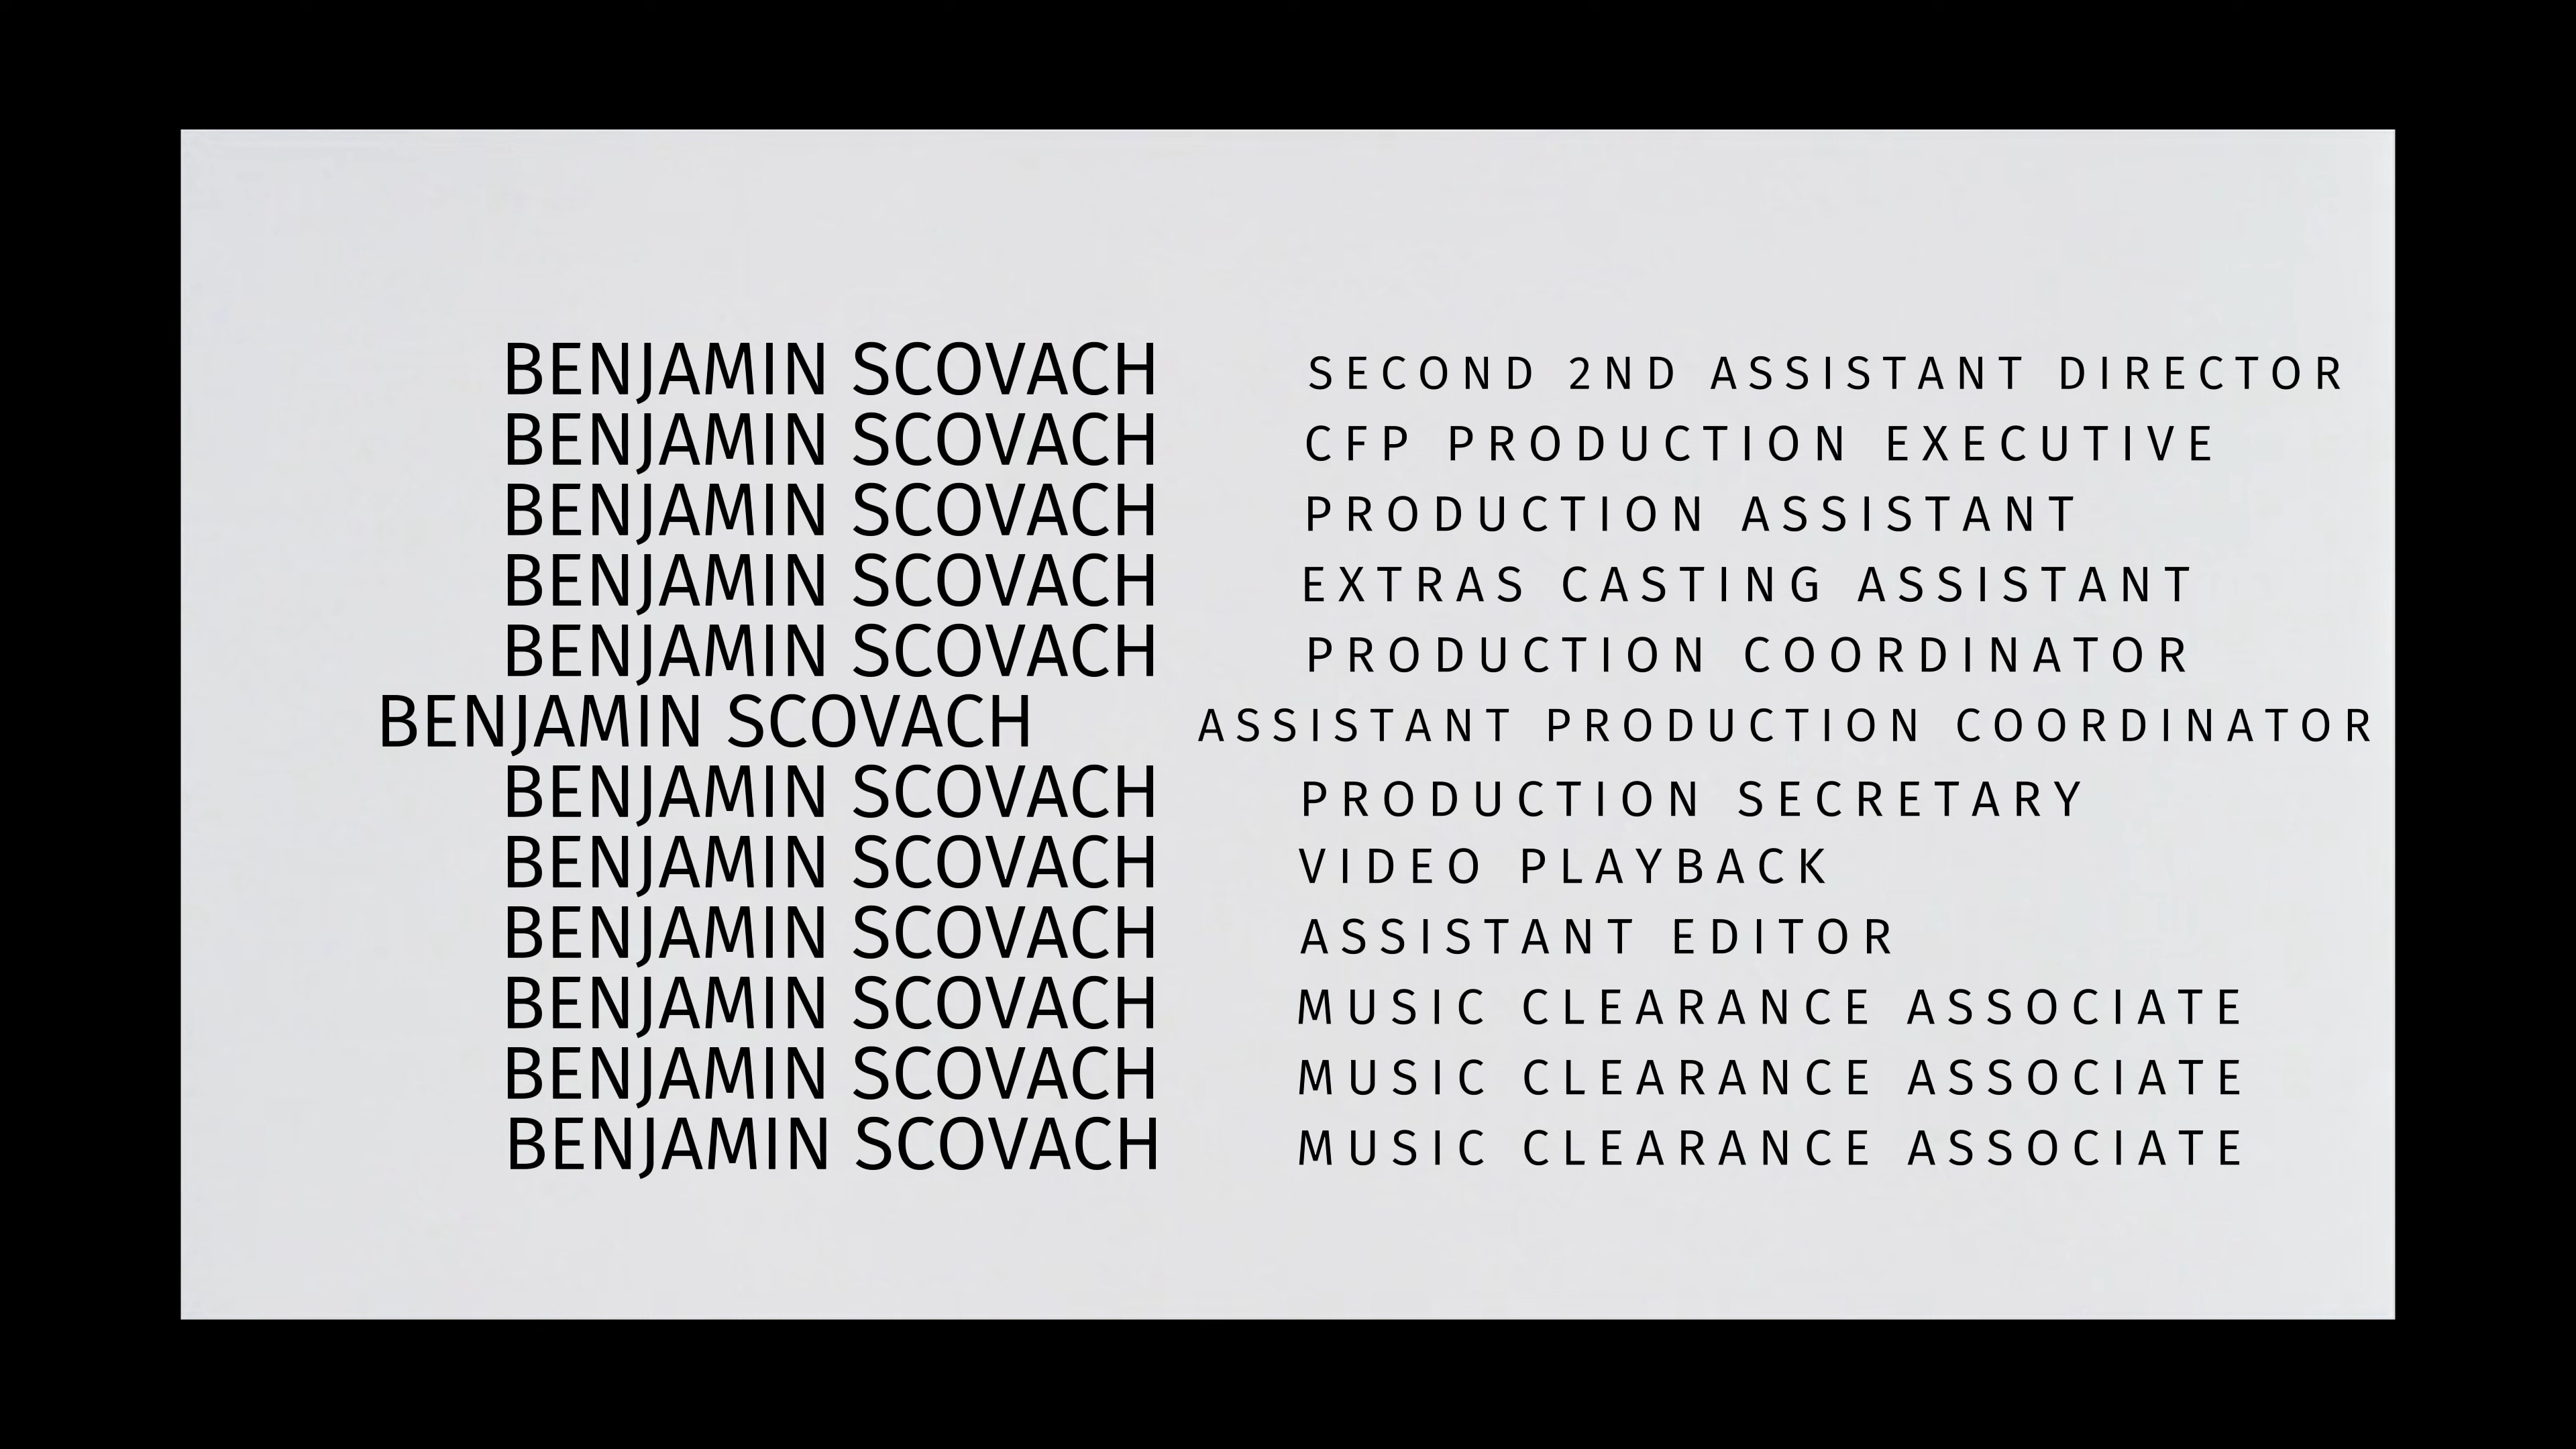 BENJAMIN SCOVACH SECOND 2ND ASSISTANT DIRECTOR
BENJAMIN SCOVACH CFP PRODUCTION EXECUTIVE
BENJAMIN SCOVACH PRODUCTION ASSISTANT
BENJAMIN SCOVACH EXTRAS CASTING ASSISTANT
BENJAMIN SCOVACH PRODUCTION COORDINATOR
BENJAMIN SCOVACH ASSISTANT PRODUCTION COORDINATOR
BENJAMIN SCOVACH PRODUCTION SECRETARY
BENJAMIN SCOVACH VIDEO PLAYBACK
BENJAMIN SCOVACH ASSISTANT EDITOR
BENJAMIN SCOVACH MUSIC CLEARANCE ASSOCIATE
BENJAMIN SCOVACH MUSIC CLEARANCE ASSOCIATE
BENJAMIN SCOVACH MUSIC CLEARANCE ASSOCIATE